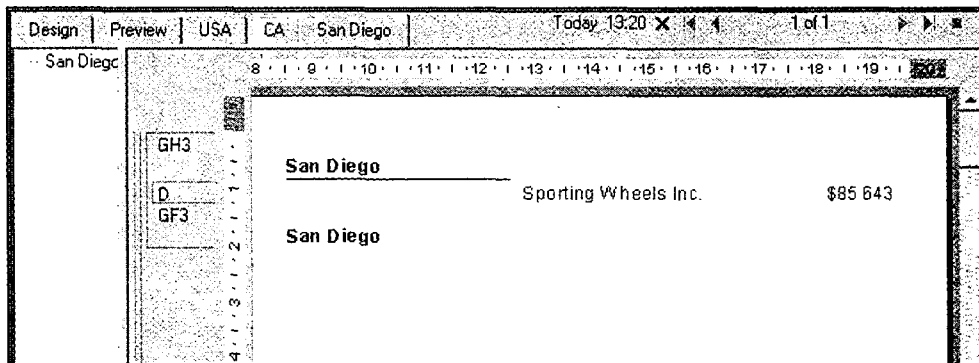 Design Preview USA CA San Diego Today 13:20 1 of 1
San Diego
8 9 10 11 12 13 14 15 16 17 18 19
GH3
San Diego
D Sporting Wheels Inc. $85 643
GF3
San Diego
1
2
3
4